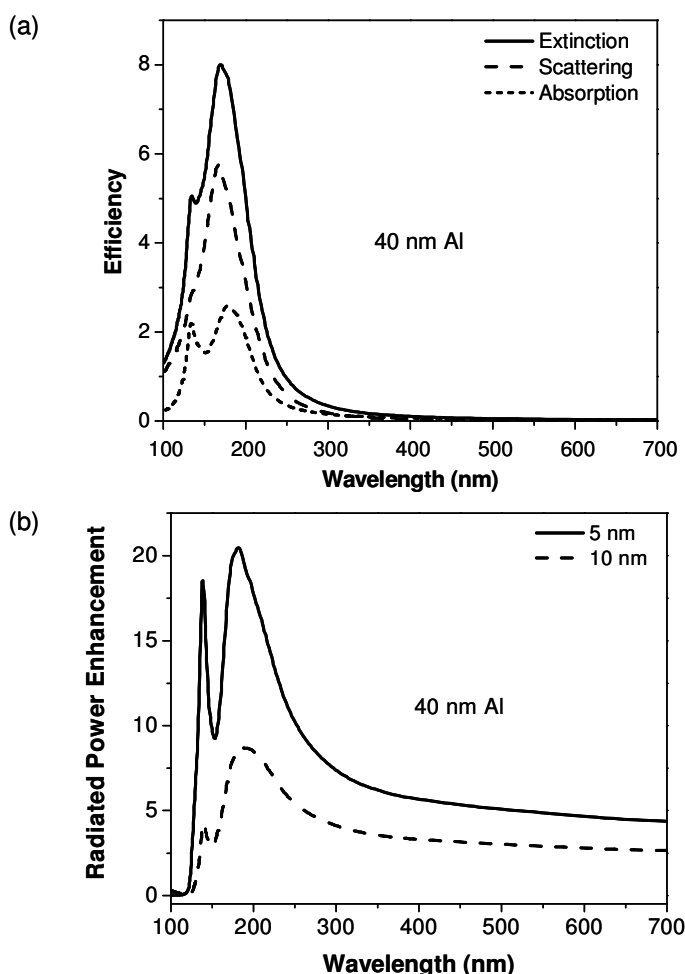 (a)
Extinction
Scattering
Absorption
8
6
4
2
0
Efficiency
40 nm Al
100 200 300 400 500 600 700
Wavelength (nm)
(b)
5 nm
10 nm
20
15
10
5
0
Radiated Power Enhancement
40 nm Al
100 200 300 400 500 600 700
Wavelength (nm)